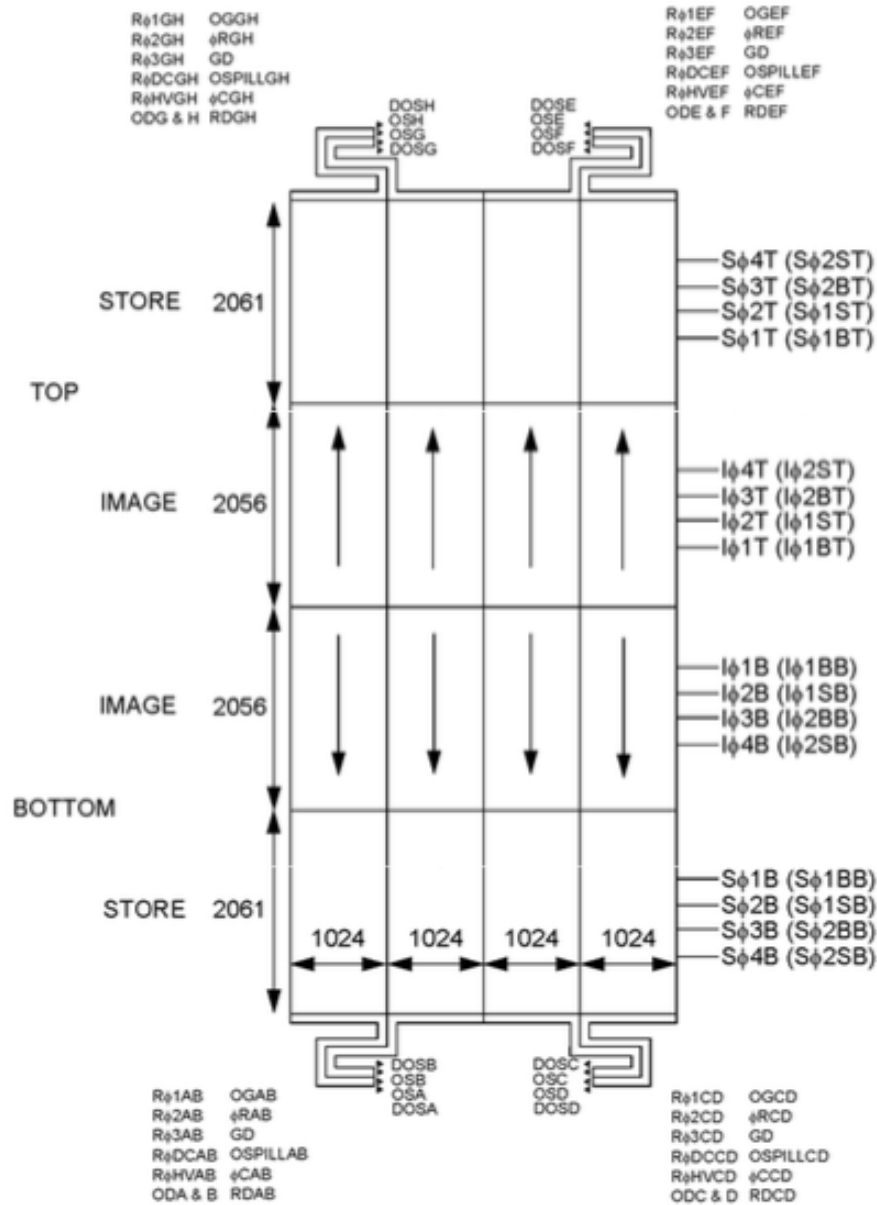 Rϕ1GH OGGH
Rϕ2GH ϕRGH
Rϕ3GH GD
RϕDCGH OSPILLGH
RϕHVGH ϕCGH
ODG & H RDGH
Rϕ1EF OGEF
Rϕ2EF ϕREF
Rϕ3EF GD
RϕDCEF OSPILLEF
RϕHVEF ϕCEF
ODE & F RDEF
DOSH
OSH
OSG
DOSG
DOSE
OSE
OSF
DOSF
STORE 2061
Sϕ4T (Sϕ2ST)
Sϕ3T (Sϕ2BT)
Sϕ2T (Sϕ1ST)
Sϕ1T (Sϕ1BT)
TOP
IMAGE 2056
Iϕ4T (Iϕ2ST)
Iϕ3T (Iϕ2BT)
Iϕ2T (Iϕ1ST)
Iϕ1T (Iϕ1BT)
IMAGE 2056
Iϕ1B (Iϕ1BB)
Iϕ2B (Iϕ1SB)
Iϕ3B (Iϕ2BB)
Iϕ4B (Iϕ2SB)
BOTTOM
STORE 2061
Sϕ1B (Sϕ1BB)
Sϕ2B (Sϕ1SB)
Sϕ3B (Sϕ2BB)
Sϕ4B (Sϕ2SB)
1024 1024 1024 1024
DOSB
OSB
OSA
DOSA
DOSC
OSC
OSD
DOSD
Rϕ1AB OGAB
Rϕ2AB ϕRAB
Rϕ3AB GD
RϕDCAB OSPILLAB
RϕHVAB ϕCAB
ODA & B RDAB
Rϕ1CD OGCD
Rϕ2CD ϕRCD
Rϕ3CD GD
RϕDCCD OSPILLCD
RϕHVCD ϕCCD
ODC & D RDCD